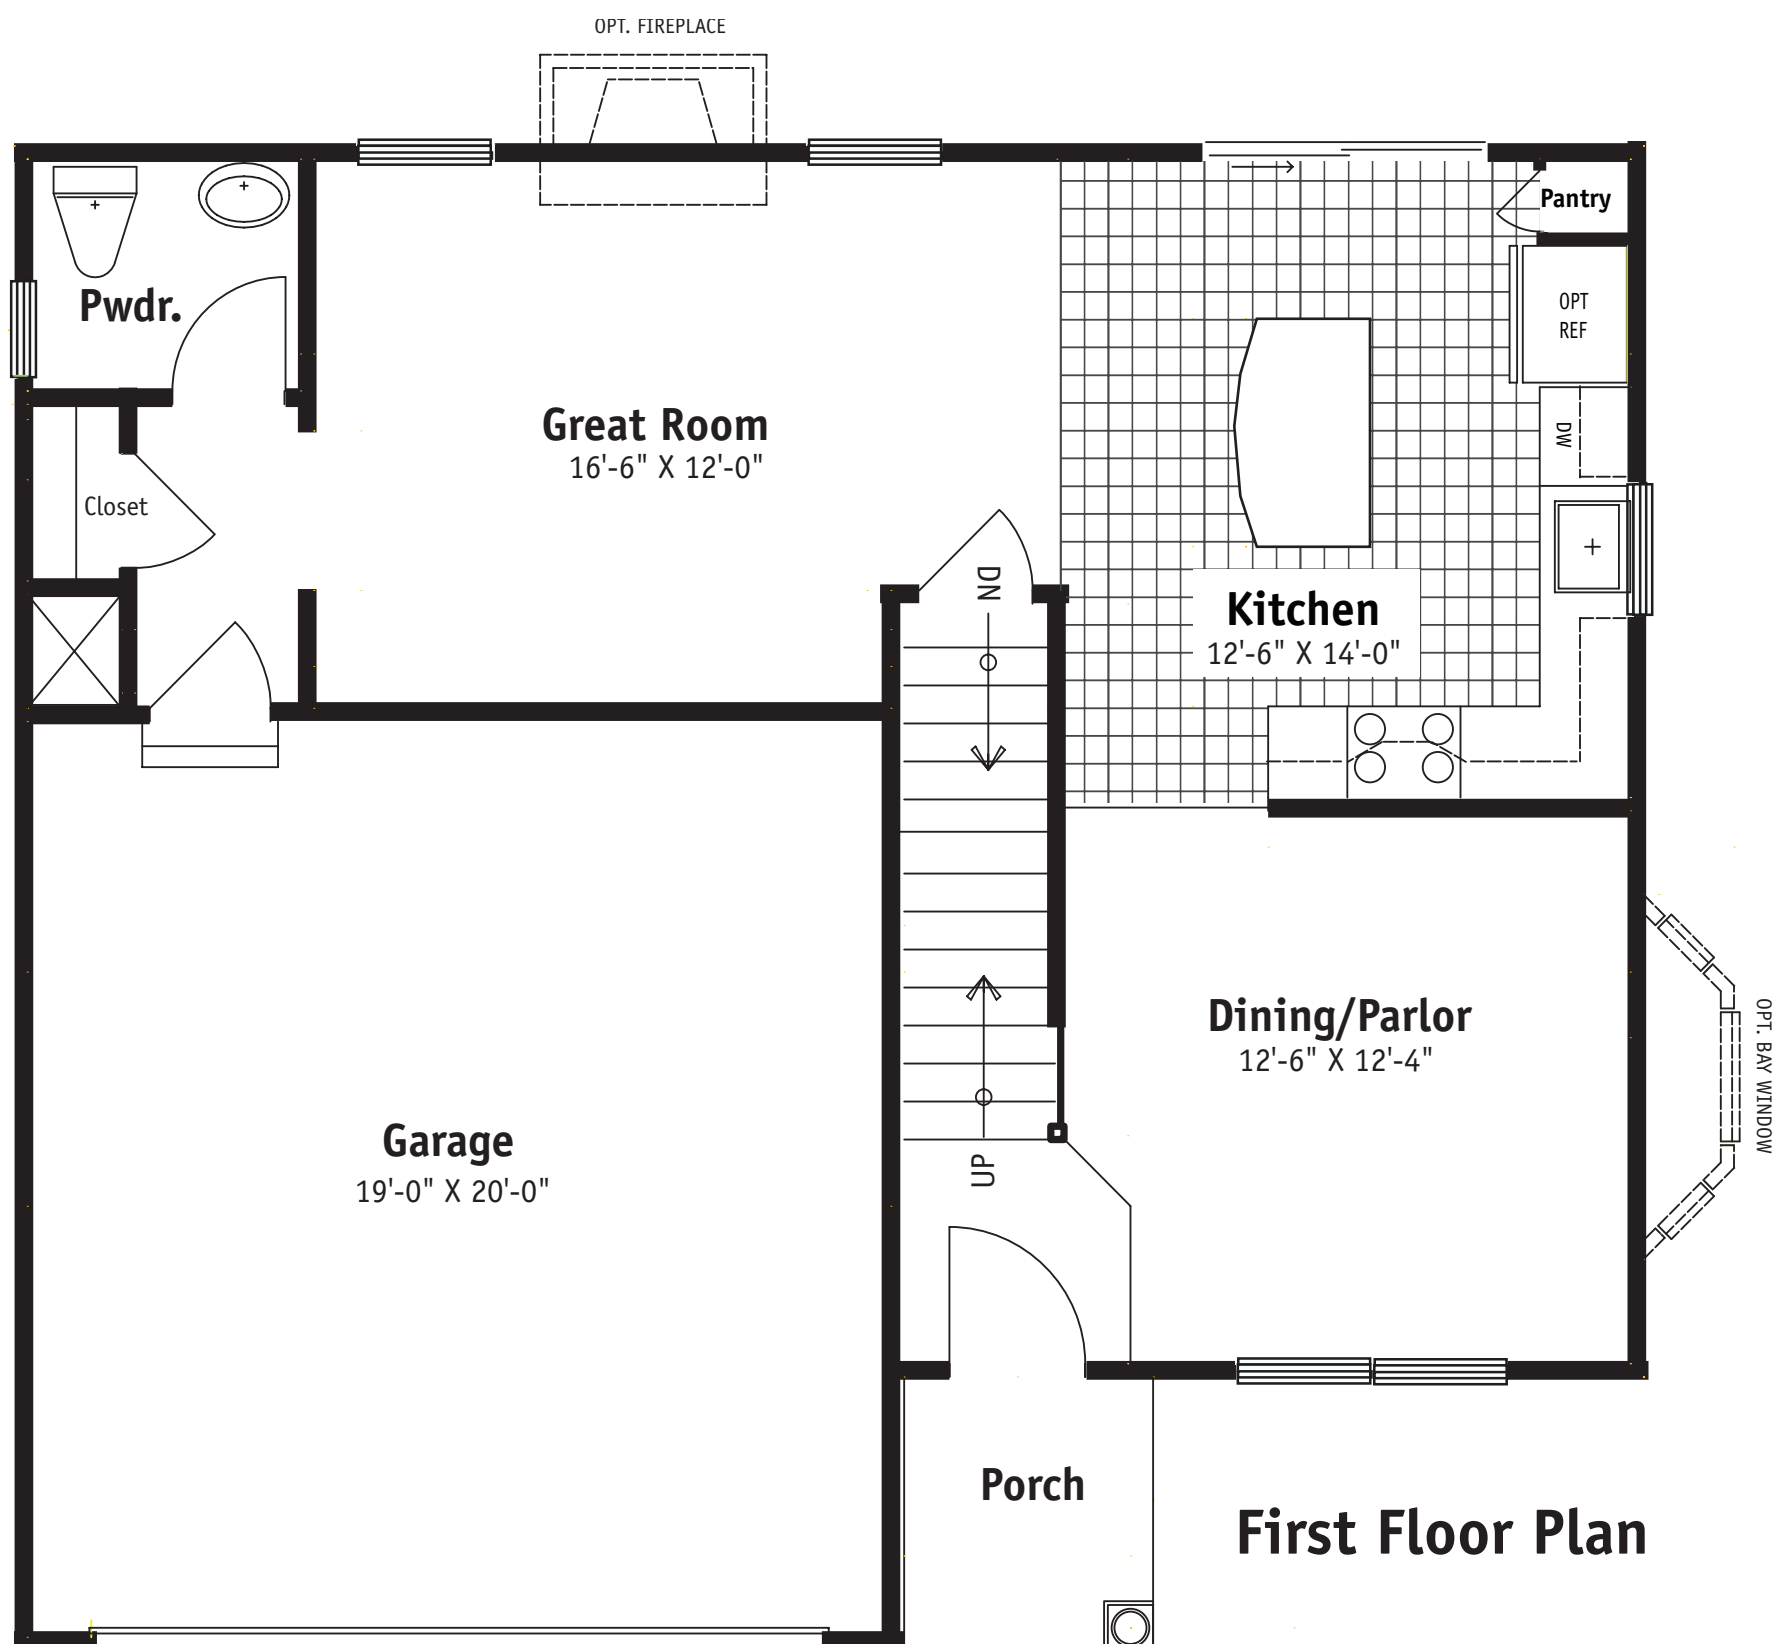 OPT. FIREPLACE
Pantry
Pwdr.
OPT
REF
Great Room
16'-6" X 12'-0"
DW
Closet
DN
Kitchen
12'-6" X 14'-0"
Dining/Parlor
12'-6" X 12'-4"
OPT. BAY WINDOW
Garage
19'-0" X 20'-0"
UP
Porch
First Floor Plan